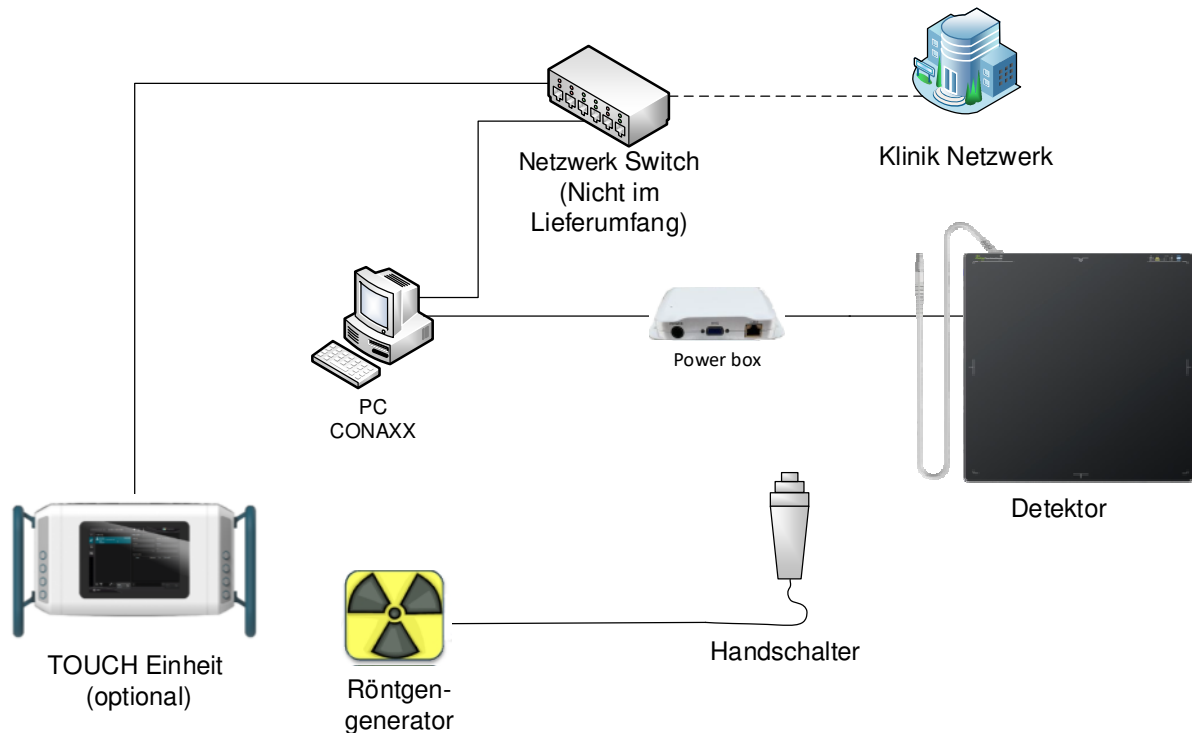 Netzwerk Switch
(Nicht im
Lieferumfang)
Klinik Netzwerk
PC
CONAXX
Power box
Detektor
TOUCH Einheit
(optional)
Röntgen-
generator
Handschalter